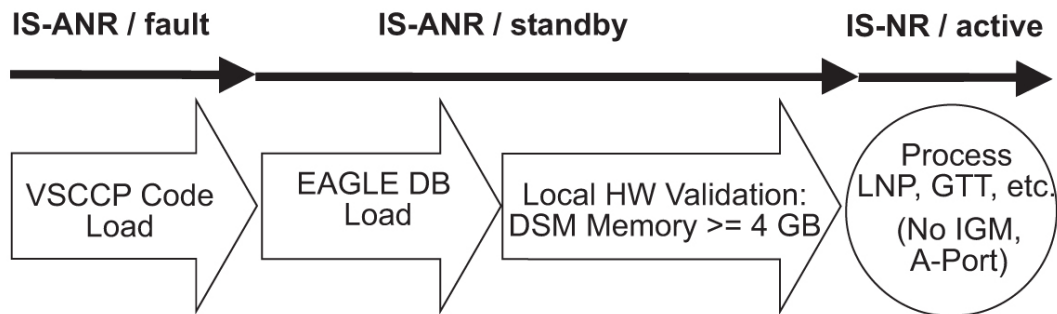 IS-ANR / fault
IS-ANR / standby
IS-NR / active
VSCCP Code
Load
EAGLE DB
Load
Local HW Validation:
DSM Memory >= 4 GB
Process
LNP, GTT, etc.
(No IGM,
A-Port)